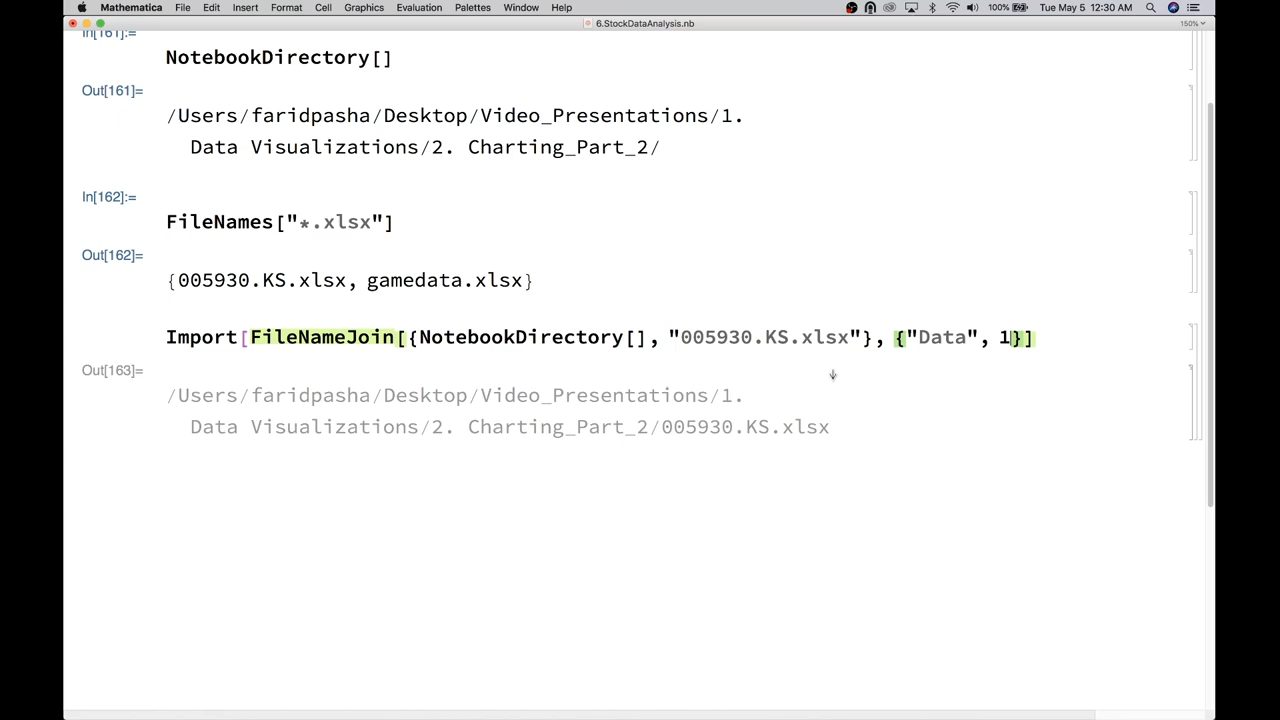 Mathematica File Edit Insert Format Cell Graphics Evaluation Palettes Window Help 100% Tue May 5 12:30 AM
6.StockDataAnalysis.nb 150%
In[161]:=
NotebookDirectory[]
Out[161]=
/Users/faridpasha/Desktop/Video_Presentations/1.
Data Visualizations/2. Charting_Part_2/
In[162]:=
FileNames["*.xlsx"]
Out[162]=
{005930.KS.xlsx, gamedata.xlsx}
Import[FileNameJoin[{NotebookDirectory[], "005930.KS.xlsx"}, {"Data", 1}]
Out[163]=
/Users/faridpasha/Desktop/Video_Presentations/1.
Data Visualizations/2. Charting_Part_2/005930.KS.xlsx